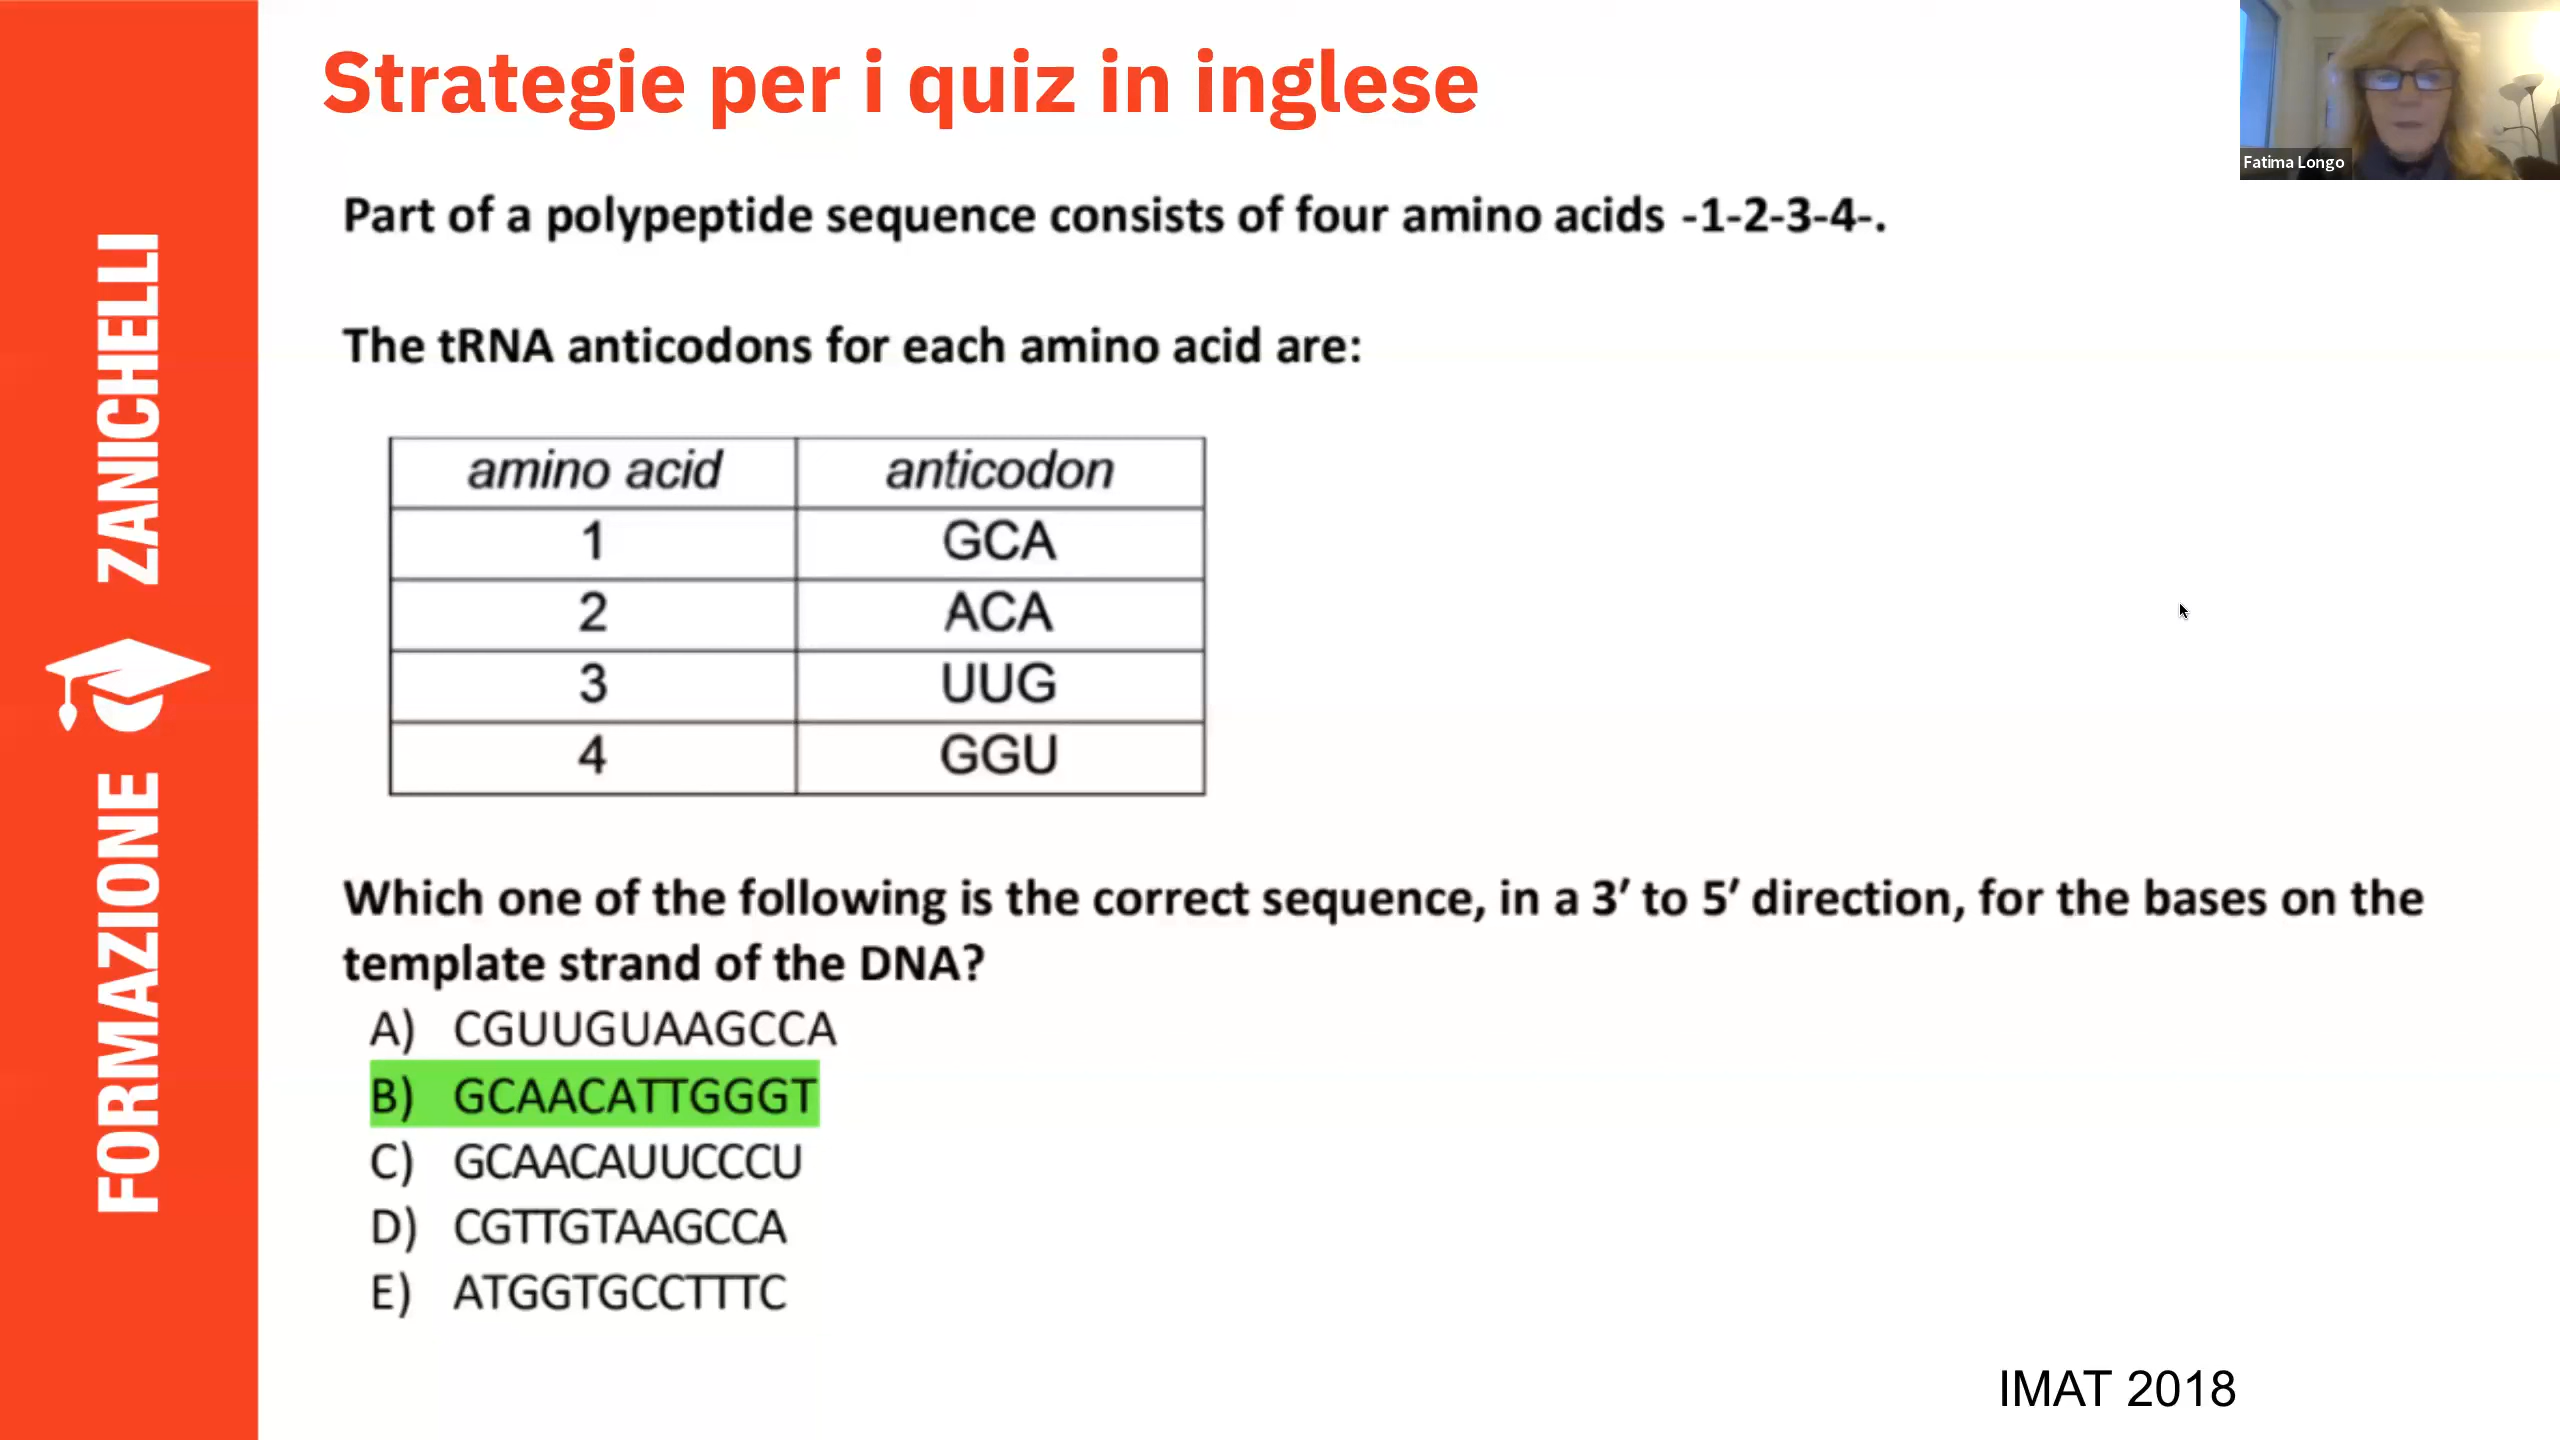 Strategie per i quiz in inglese
Fatima Longo
FORMAZIONE ZANICHELLI
Part of a polypeptide sequence consists of four amino acids -1-2-3-4-.
The tRNA anticodons for each amino acid are:
amino acid anticodon
1 GCA
2 ACA
3 UUG
4 GGU
Which one of the following is the correct sequence, in a 3′ to 5′ direction, for the bases on the
template strand of the DNA?
A) CGUUGUAAGCCA
B) GCAACATTGGGT
C) GCAACAUUCCCU
D) CGTTGTAAGCCA
E) ATGGTGCCTTTC
IMAT 2018